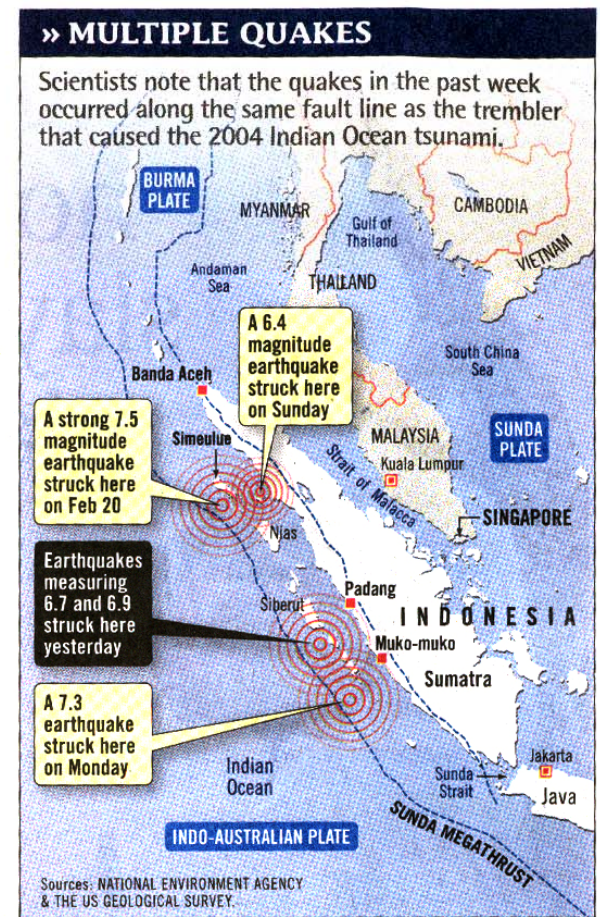 » MULTIPLE QUAKES
Scientists note that the quakes in the past week
occurred along the same fault line as the trembler
that caused the 2004 Indian Ocean tsunami.
BURMA
PLATE
MYANMAR
CAMBODIA
Gulf of
Thailand
VIETNAM
Andaman
Sea
THAILAND
A 6.4
magnitude
earthquake
struck here
on Sunday
South China
Sea
Banda Aceh
A strong 7.5
magnitude
earthquake
struck here
on Feb 20
Simeulue
MALAYSIA
Kuala Lumpur
SUNDA
PLATE
Strait of Malacca
SINGAPORE
Njas
Earthquakes
measuring
6.7 and 6.9
struck here
yesterday
Siberut
Padang
INDONESIA
Muko-muko
Sumatra
A 7.3
earthquake
struck here
on Monday
Indian
Ocean
Sunda
Strait
Jakarta
Java
SUNDA MEGATHRUST
INDO-AUSTRALIAN PLATE
Sources: NATIONAL ENVIRONMENT AGENCY
& THE US GEOLOGICAL SURVEY.